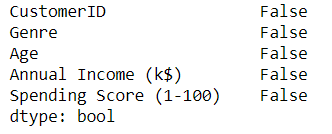 CustomerID False
Genre False
Age False
Annual Income (k$) False
Spending Score (1-100) False
dtype: bool